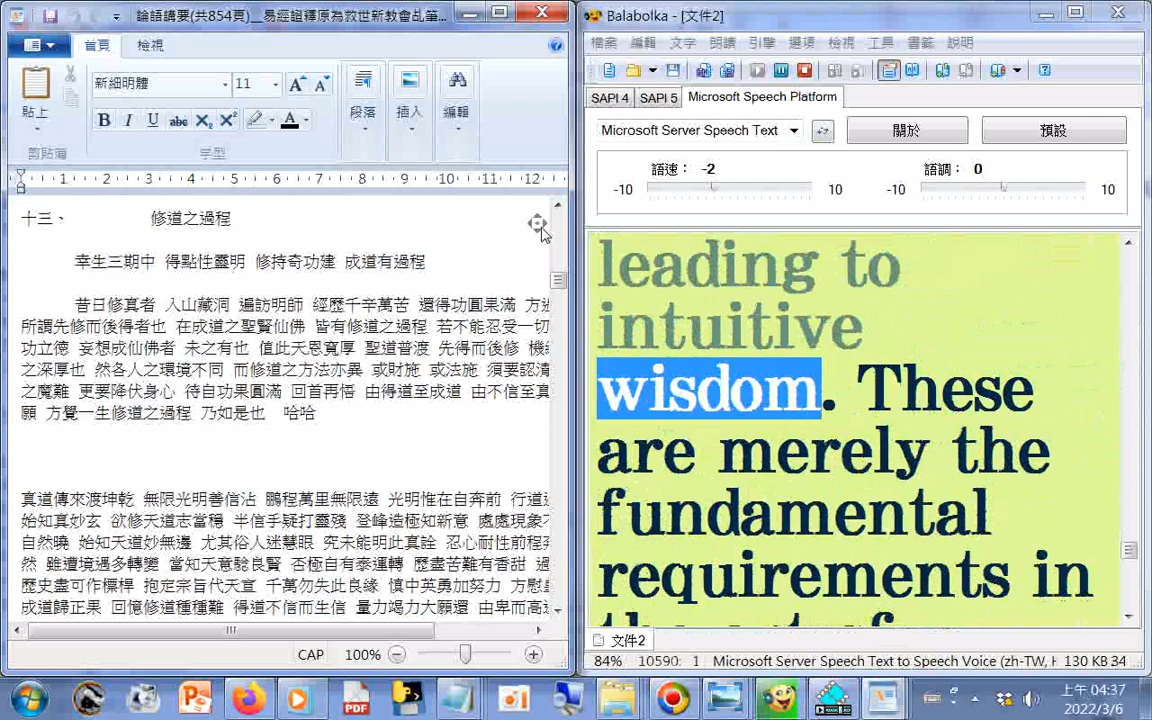 論語講要(共854頁)__易經證釋原為救世新教會乩筆...
首頁 檢視
新細明體 11
貼上
段落 插入 編輯
剪貼簿 字型
1 2 3 4 5 6 7 8 9 10 11 12
十三、 修道之過程
幸生三期中 得點性靈明 修持奇功建 成道有過程
昔日修真者 入山藏洞 遍訪明師 經歷千辛萬苦 還得功圓果滿 方
所謂先修而後得者也 在成道之聖賢仙佛 皆有修道之過程 若不能忍受一切
功立德 妄想成仙佛者 未之有也 值此天恩寬厚 聖道普渡 先得而後修 機
之深厚也 然各人之環境不同 而修道之方法亦異 或財施 或法施 須要認清
之魔難 更要降伏身心 待自功果圓滿 回首再悟 由得道至成道 由不信至真
願 方覺一生修道之過程 乃如是也 哈哈
真道傳來渡坤乾 無限光明善信沾 鵬程萬里無限遠 光明惟在自奔前 行道
始知真妙玄 欲修天道志當穩 半信乎疑打靈殘 登峰造極知新意 處處現象
自然曉 始知天道妙無邊 尤其俗人迷慧眼 究未能明此真詮 忍心耐性前程
然 雖遭境遇多轉變 當知天意驗良賢 否極自有泰運轉 歷盡苦難有香甜
歷史盡可作標桿 抱定宗旨代天宣 千萬勿失此良緣 慎中英勇加努力 方慰
成道歸正果 回憶修道種種難 得道不信而生信 量力竭力大願還 由卑而高
CAP 100%
Balabolka - [文件2]
檔案 編輯 文字 朗讀 引擎 選項 檢視 工具 書籤 說明
SAPI 4 SAPI 5 Microsoft Speech Platform
Microsoft Server Speech Text 關於 預設
語速： -2 語調： 0
-10 10 -10 10
leading to
intuitive
wisdom. These
are merely the
fundamental
requirements in
文件2
84% 10590: 1 Microsoft Server Speech Text to Speech Voice (zh-TW, H 130 KB 34
上午 04:37
2022/3/6